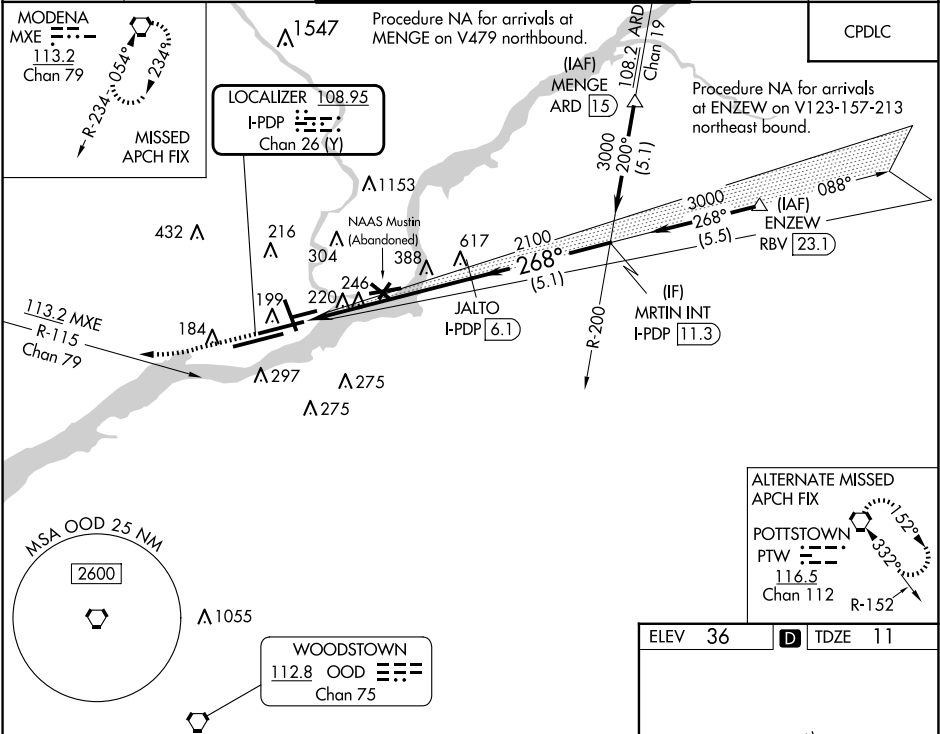 MODENA
MXE
113.2
Chan 79
R-234
054°
234°
MISSED
APCH FIX
1547
Procedure NA for arrivals at
MENGE on V479 northbound.
108.2 ARD
Chan 19
CPDLC
(IAF)
MENGE
ARD 15
Procedure NA for arrivals
at ENZEW on V123-157-213
northeast bound.
LOCALIZER 108.95
I-PDP
Chan 26 (Y)
3000
200°
(5.1)
1153
NAAS Mustin
(Abandoned)
432
216
304
388
617
2100
268°
(5.1)
3000
268°
(5.5)
088°
(IAF)
ENZEW
RBV 23.1
199
220
246
184
JALTO
I-PDP 6.1
(IF)
MRTIN INT
I-PDP 11.3
R-200
113.2 MXE
R-115
Chan 79
297
275
275
MSA OOD 25 NM
2600
1055
WOODSTOWN
112.8 OOD
Chan 75
ALTERNATE MISSED
APCH FIX
POTTSTOWN
PTW
116.5
Chan 112
152°
332°
R-152
ELEV 36 D TDZE 11